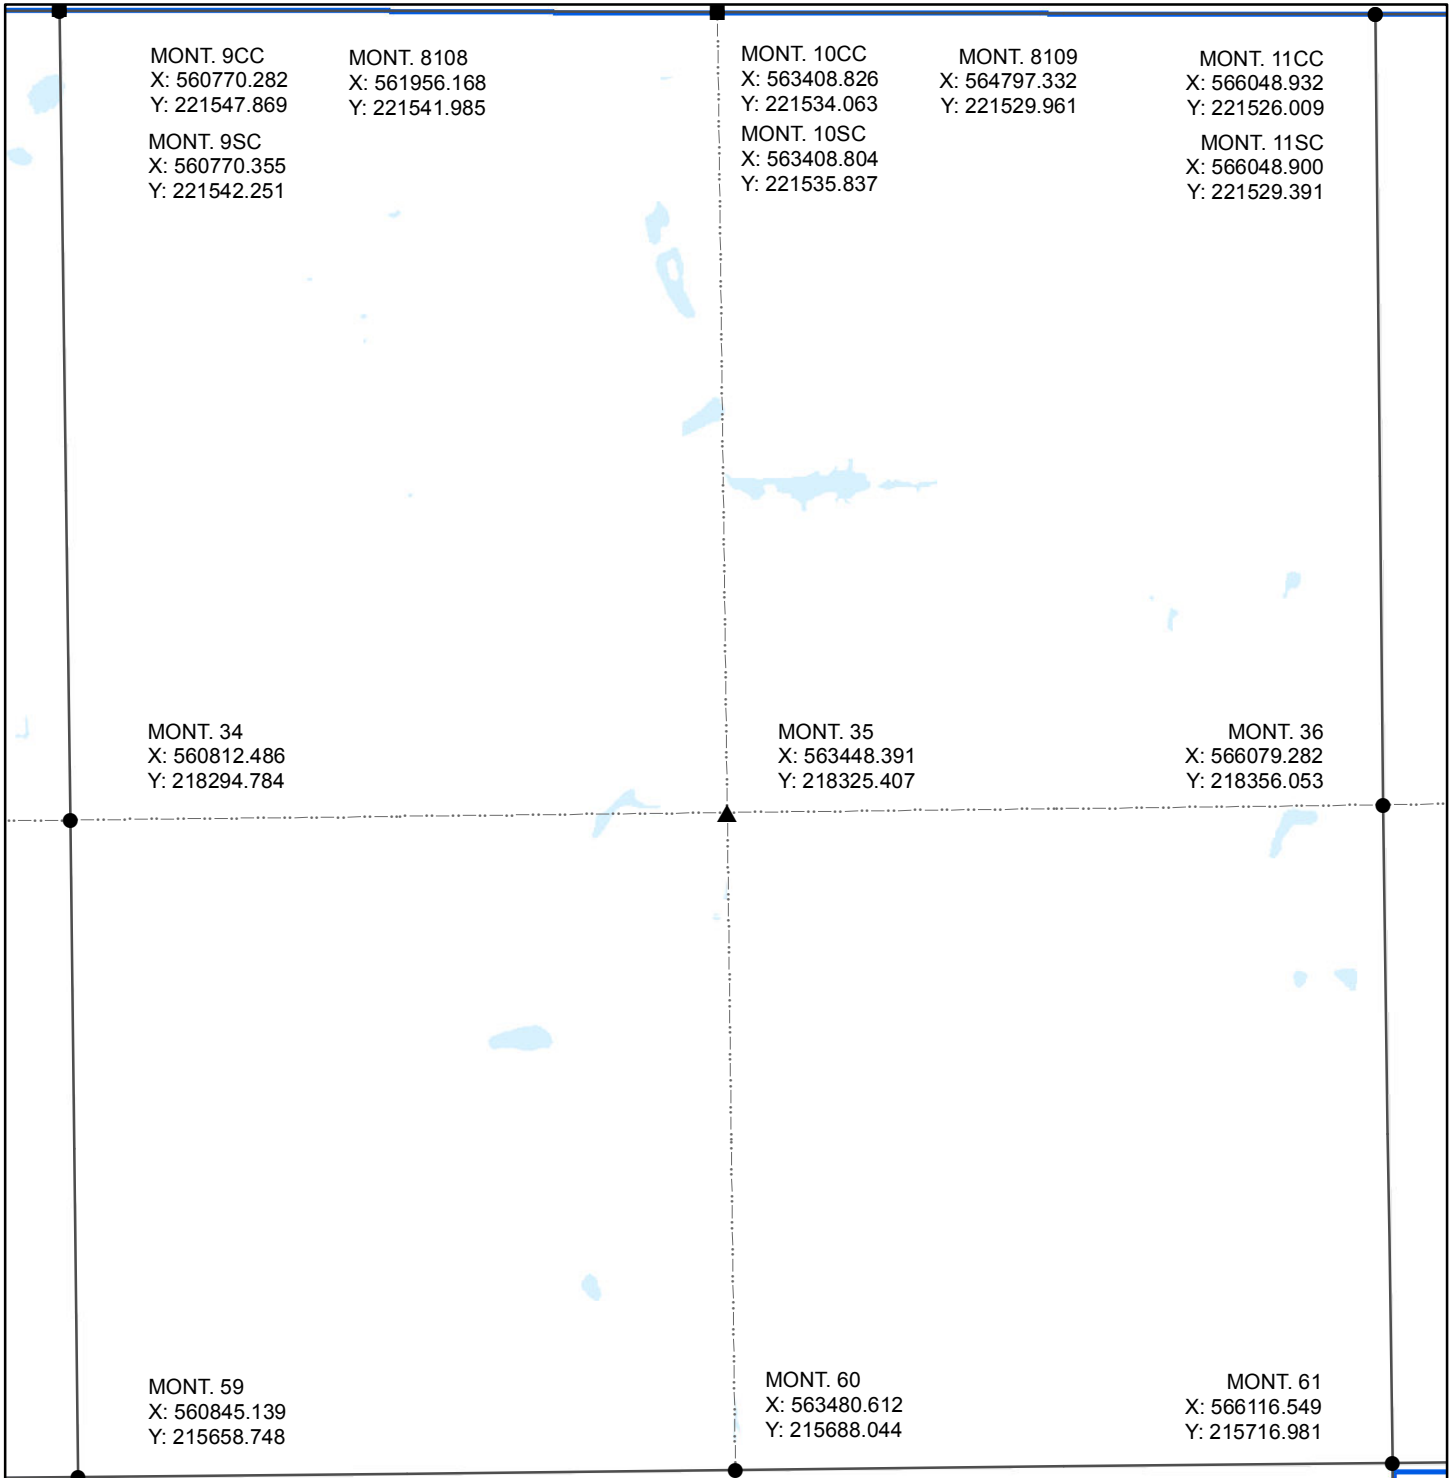 MONT. 9CC
X: 560770.282
Y: 221547.869
MONT. 8108
X: 561956.168
Y: 221541.985
MONT. 10CC
X: 563408.826
Y: 221534.063
MONT. 8109
X: 564797.332
Y: 221529.961
MONT. 11CC
X: 566048.932
Y: 221526.009
MONT. 9SC
X: 560770.355
Y: 221542.251
MONT. 10SC
X: 563408.804
Y: 221535.837
MONT. 11SC
X: 566048.900
Y: 221529.391
MONT. 34
X: 560812.486
Y: 218294.784
MONT. 35
X: 563448.391
Y: 218325.407
MONT. 36
X: 566079.282
Y: 218356.053
MONT. 59
X: 560845.139
Y: 215658.748
MONT. 60
X: 563480.612
Y: 215688.044
MONT. 61
X: 566116.549
Y: 215716.981